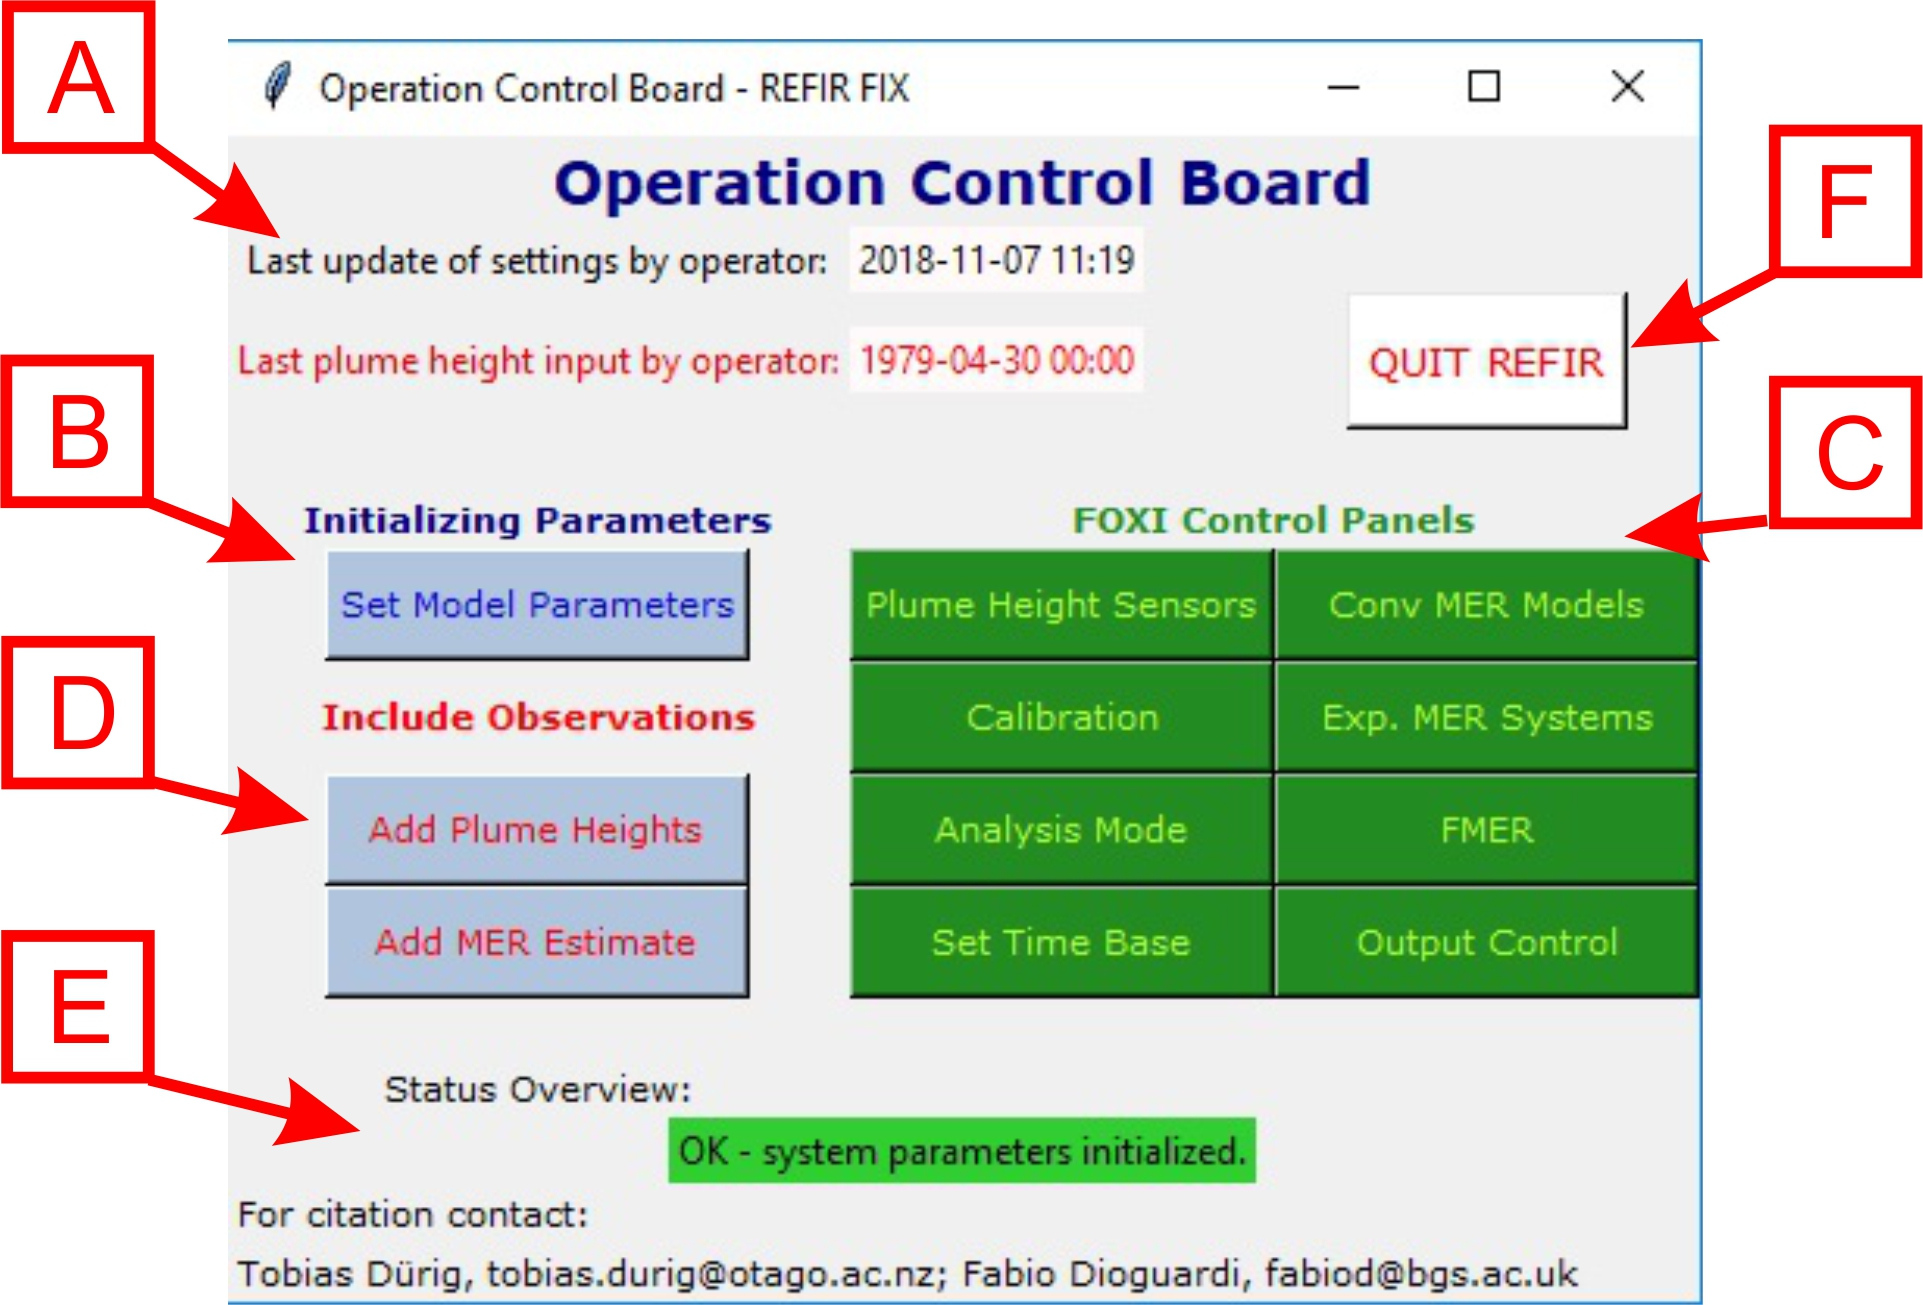 A
Operation Control Board - REFIR FIX
Operation Control Board
F
Last update of settings by operator: 2018-11-07 11:19
Last plume height input by operator: 1979-04-30 00:00
QUIT REFIR
B
C
Initializing Parameters
FOXI Control Panels
Set Model Parameters
Plume Height Sensors
Conv MER Models
D
Include Observations
Calibration
Exp. MER Systems
Add Plume Heights
Analysis Mode
FMER
Add MER Estimate
Set Time Base
Output Control
E
Status Overview:
OK - system parameters initialized.
For citation contact:
Tobias Dürig, tobias.durig@otago.ac.nz; Fabio Dioguardi, fabiod@bgs.ac.uk